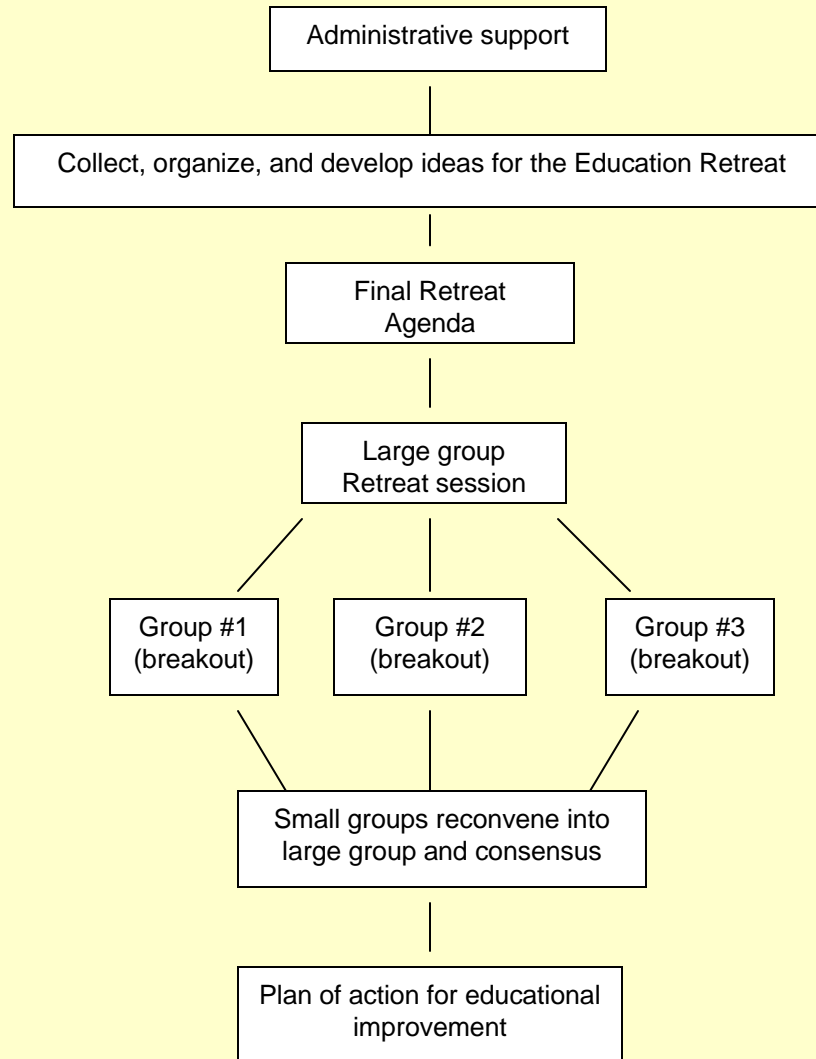 Administrative support
Collect, organize, and develop ideas for the Education Retreat
Final Retreat
Agenda
Large group
Retreat session
Group #1
(breakout)
Group #2
(breakout)
Group #3
(breakout)
Small groups reconvene into
large group and consensus
Plan of action for educational
improvement